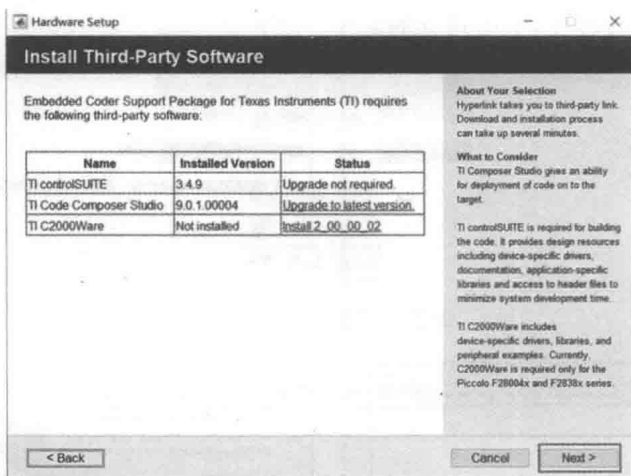 Hardware Setup
Install Third-Party Software
Embedded Coder Support Package for Texas Instruments (TI) requires
the following third-party software:
Name Installed Version Status
TI controlSUITE 3.4.9 Upgrade not required.
TI Code Composer Studio 9.0.1.00004 Upgrade to latest version.
TI C2000Ware Not installed Install 2_00_00_02
About Your Selection
Hyperlink takes you to third-party link.
Download and installation process
can take up several minutes.
What to Consider
TI Composer Studio gives an ability
for deployment of code on to the
target.
TI controlSUITE is required for building
the code. It provides design resources
including device-specific drivers,
documentation, application-specific
libraries and access to header files to
minimize system development time.
TI C2000Ware includes
device-specific drivers, libraries, and
peripheral examples. Currently,
C2000Ware is required only for the
Piccolo F28004x and F2838x series.
< Back
Cancel
Next >